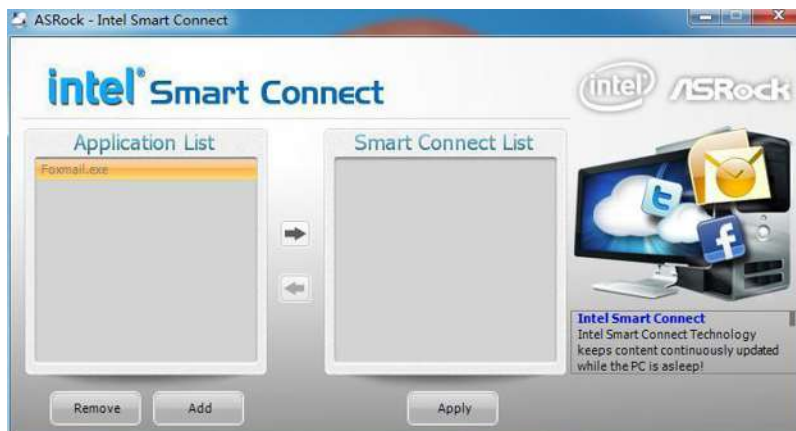 ASRock - Intel Smart Connect
intel Smart Connect
intel ASRock
Application List
Foxmail.exe
Smart Connect List
Intel Smart Connect
Intel Smart Connect Technology
keeps content continuously updated
while the PC is asleep!
Remove
Add
Apply